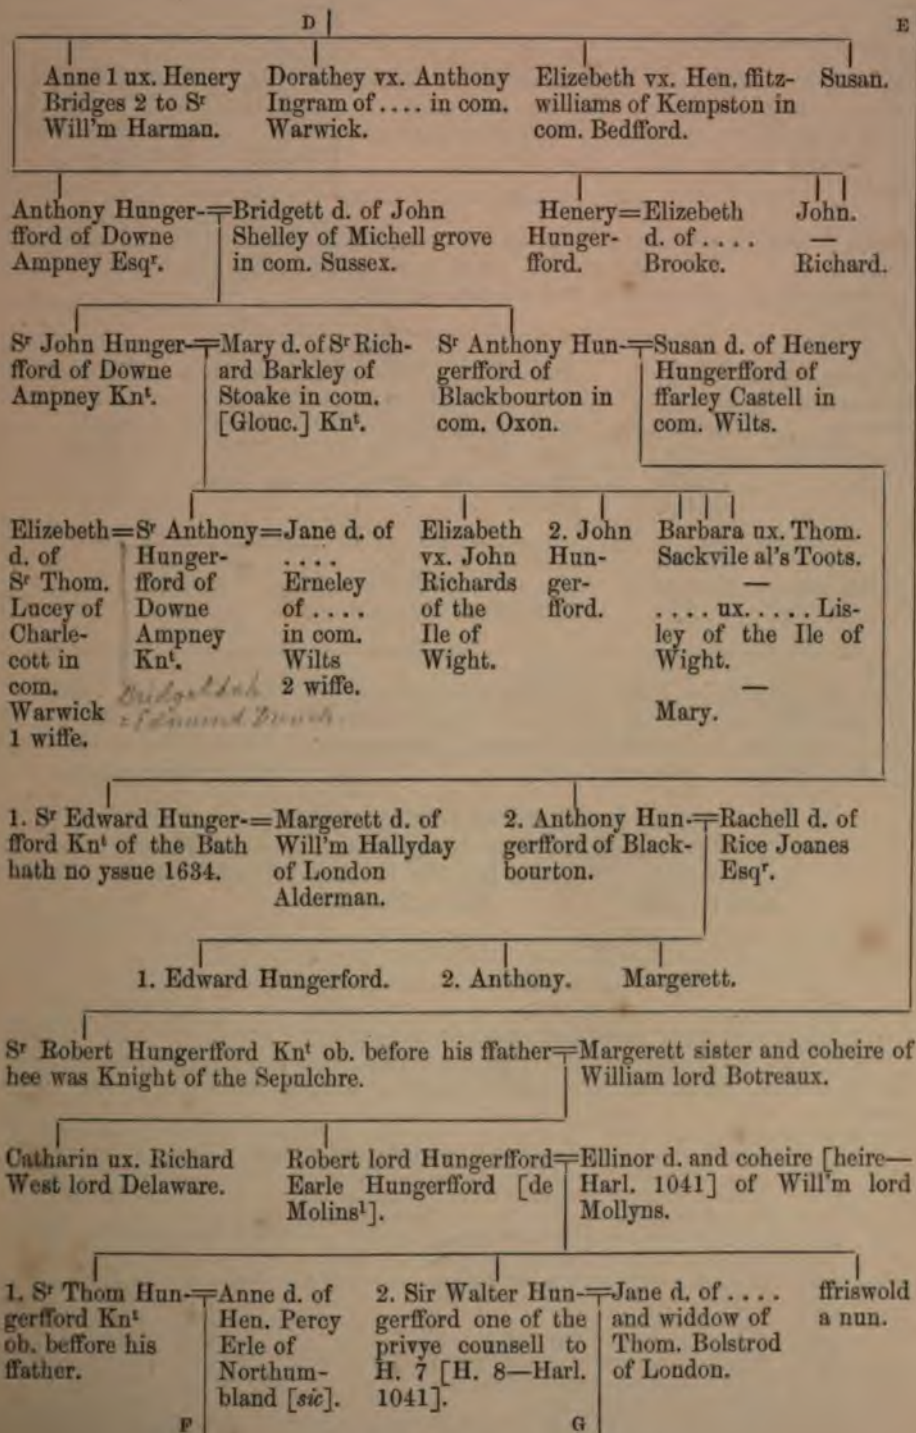 D E
Anne 1 ux. Henery
Bridges 2 to Sʳ
Will'm Harman.
Dorathey vx. Anthony
Ingram of .... in com.
Warwick.
Elizebeth vx. Hen. ffitz-
williams of Kempston in
com. Bedfford.
Susan.
Anthony Hunger-
fford of Downe
Ampney Esqʳ.
Bridgett d. of John
Shelley of Michell grove
in com. Sussex.
Henery=
Hunger-
fford.
Elizebeth
d. of ....
Brooke.
John.
—
Richard.
Sʳ John Hunger-
fford of Downe
Ampney Knᵗ.
Mary d. of Sʳ Rich-
ard Barkley of
Stoake in com.
[Glouc.] Knᵗ.
Sʳ Anthony Hun-
gerfford of
Blackbourton in
com. Oxon.
Susan d. of Henery
Hungerfford of
ffarley Castell in
com. Wilts.
Elizebeth=
d. of
Sʳ Thom.
Lucey of
Charle-
cott in
com.
Warwick
1 wiffe.
Sʳ Anthony=
Hunger-
fford of
Downe
Ampney
Knᵗ.
Jane d. of
....
Erneley
of ....
in com.
Wilts
2 wiffe.
Elizabeth
vx. John
Richards
of the
Ile of
Wight.
2. John
Hun-
ger-
fford.
Barbara ux. Thom.
Sackvile al's Toots.
—
.... ux. .... Lis-
ley of the Ile of
Wight.
—
Mary.
1. Sʳ Edward Hunger-=
fford Knᵗ of the Bath
hath no yssue 1634.
Margerett d. of
Will'm Hallyday
of London
Alderman.
2. Anthony Hun-
gerfford of Black-
bourton.
Rachell d. of
Rice Joanes
Esqʳ.
1. Edward Hungerford.
2. Anthony.
Margerett.
Sʳ Robert Hungerfford Knᵗ ob. before his ffather
hee was Knight of the Sepulchre.
Margerett sister and coheire of
William lord Botreaux.
Catharin ux. Richard
West lord Delaware.
Robert lord Hungerfford
Earle Hungerfford [de
Molins¹].
Ellinor d. and coheire [heire—
Harl. 1041] of Will'm lord
Mollyns.
1. Sʳ Thom Hun-
gerfford Knᵗ
ob. beffore his
ffather.
Anne d. of
Hen. Percy
Erle of
Northum-
bland [sic].
2. Sir Walter Hun-
gerfford one of the
privye counsell to
H. 7 [H. 8—Harl.
1041].
Jane d. of ....
and widdow of
Thom. Bolstrod
of London.
ffriswold
a nun.
F G